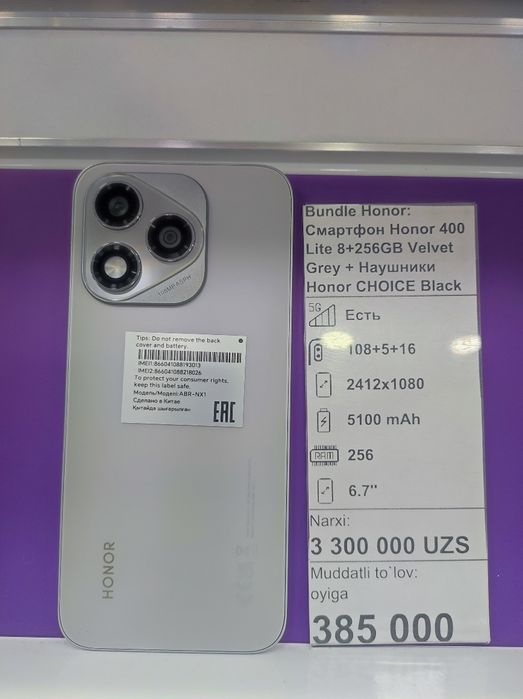 108MP ASPH
Tips: Do not remove the back
cover and battery.
IMEI1:866041088193013
IMEI2:866041088218026
To protect your consumer rights,
keep this label safe.
Модель/Моделі:ABR-NX1
Сделано в Китае
Қытайда шығарылған
EAC
HONOR
Bundle Honor:
Смартфон Honor 400
Lite 8+256GB Velvet
Grey + Наушники
Honor CHOICE Black
5G Есть
108+5+16
2412x1080
5100 mAh
RAM 256
6.7"
Narxi:
3 300 000 UZS
Muddatli to`lov:
oyiga
385 000